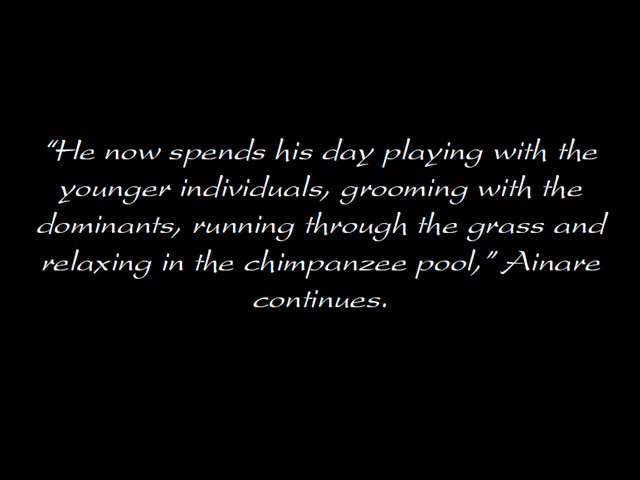 “He now spends his day playing with the
younger individuals, grooming with the
dominants, running through the grass and
relaxing in the chimpanzee pool,” Ainare
continues.